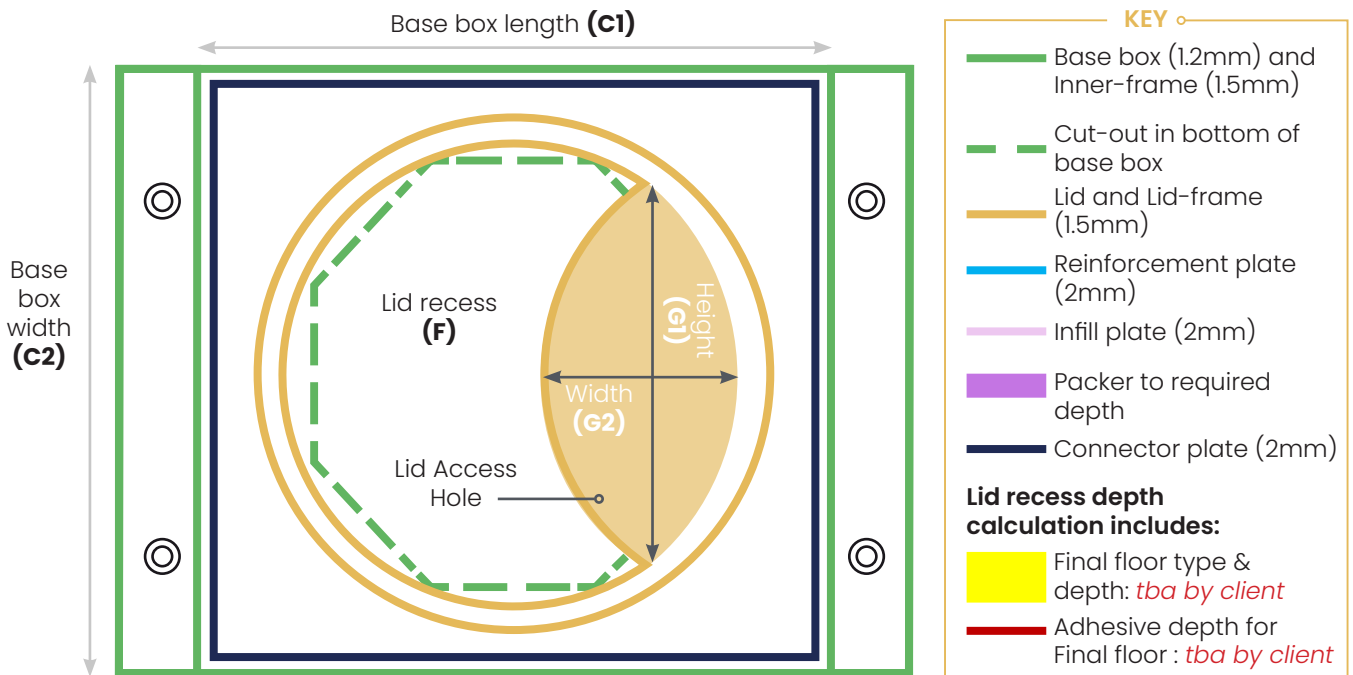 Base box length (C1)
Base
box
width
(C2)
Lid recess
(F)
Height
(G1)
Width
(G2)
Lid Access
Hole
KEY
Base box (1.2mm) and
Inner-frame (1.5mm)
Cut-out in bottom of
base box
Lid and Lid-frame
(1.5mm)
Reinforcement plate
(2mm)
Infill plate (2mm)
Packer to required
depth
Connector plate (2mm)
Lid recess depth
calculation includes:
Final floor type &
depth: tba by client
Adhesive depth for
Final floor : tba by client